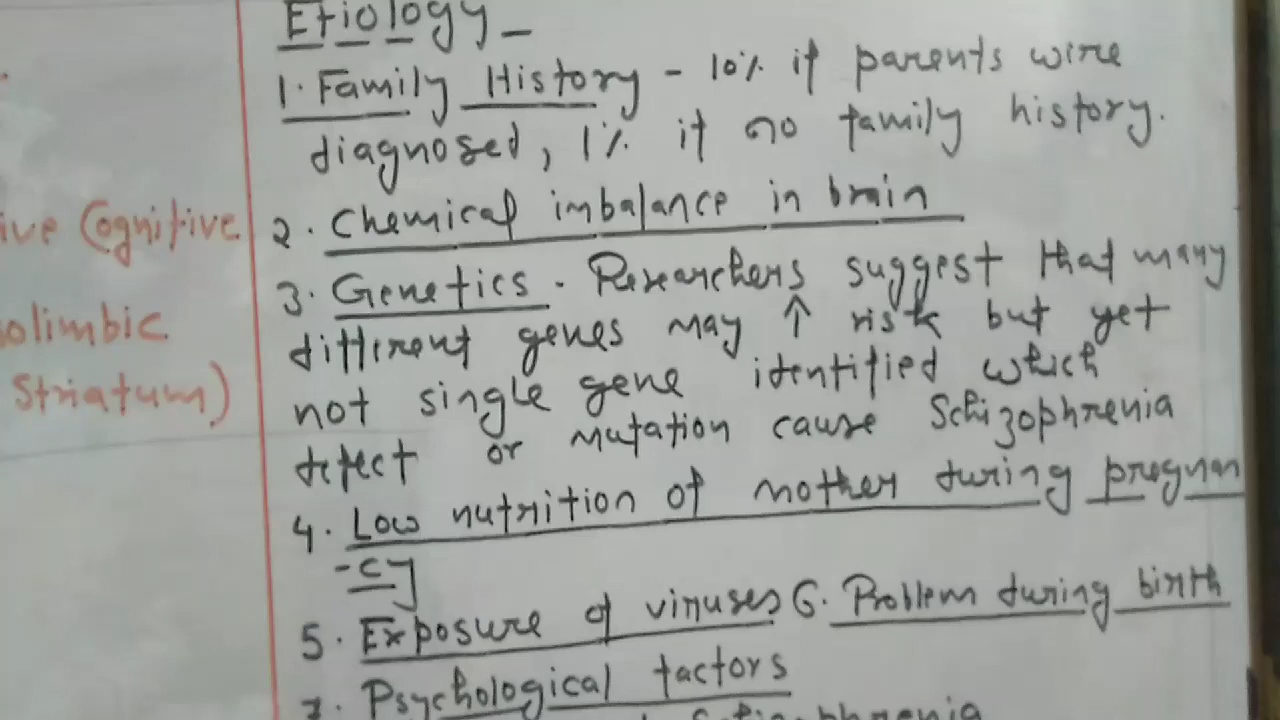 Etiology -
1. Family History - 10% if parents wire
diagnosed, 1% if no family history.
ive Cognitive
2. Chemical imbalance in brain
3. Genetics. Researchers suggest that many
different genes may ↑ risk but yet
olimbic
not single gene identified which
Striatum)
defect or mutation cause Schizophrenia
4. Low nutrition of mother during pregnan
-cy
5. Exposure of viruses 6. Problem during birth
7. Psychological factors